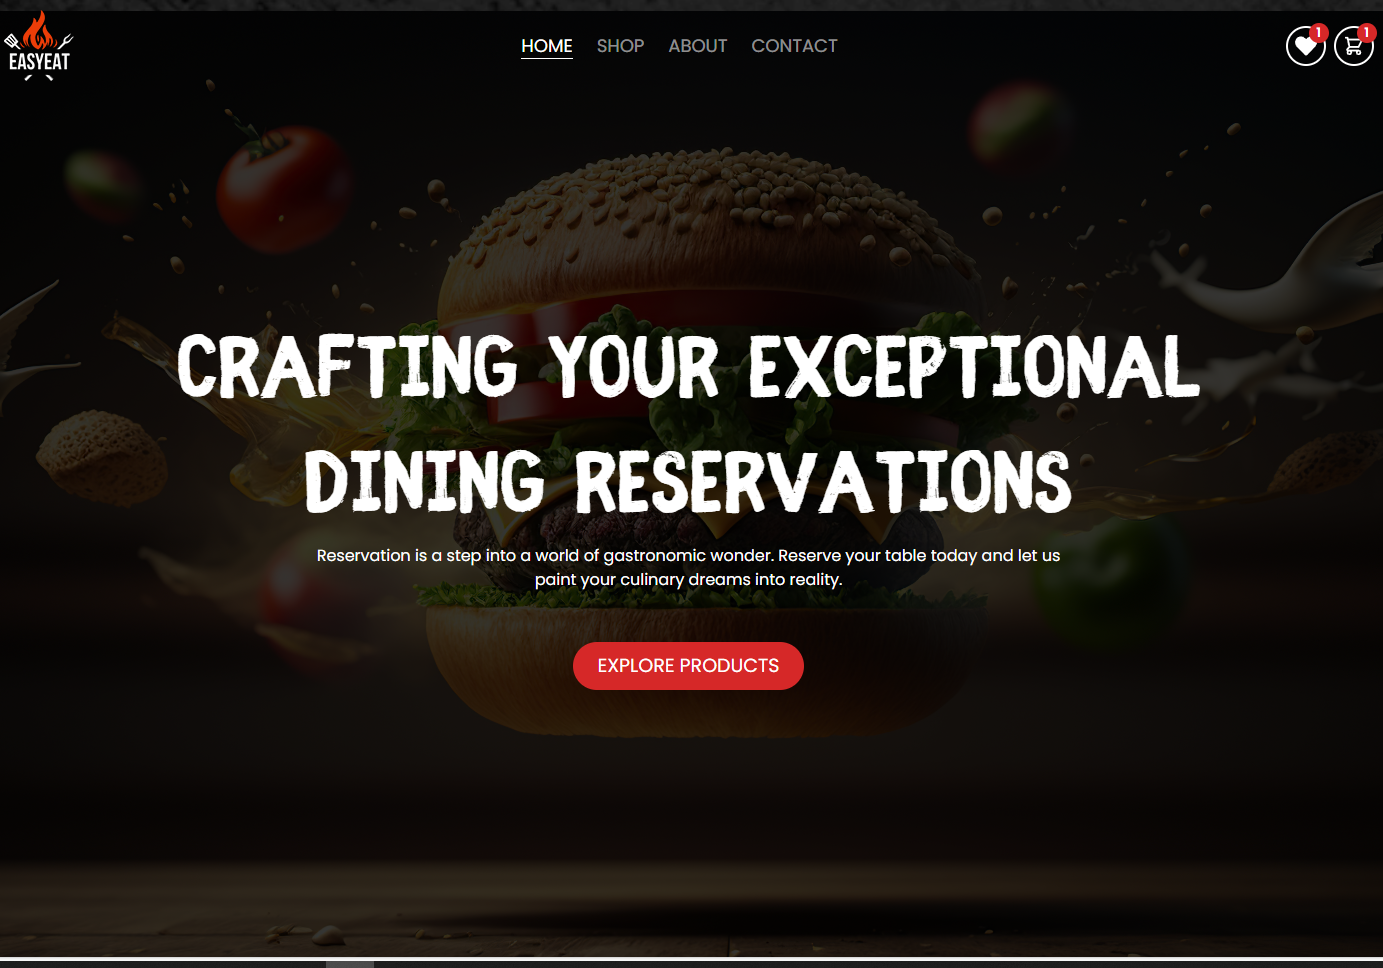 EASYEAT
HOME SHOP ABOUT CONTACT
1 1
CRAFTING YOUR EXCEPTIONAL
DINING RESERVATIONS
Reservation is a step into a world of gastronomic wonder. Reserve your table today and let us
paint your culinary dreams into reality.
EXPLORE PRODUCTS